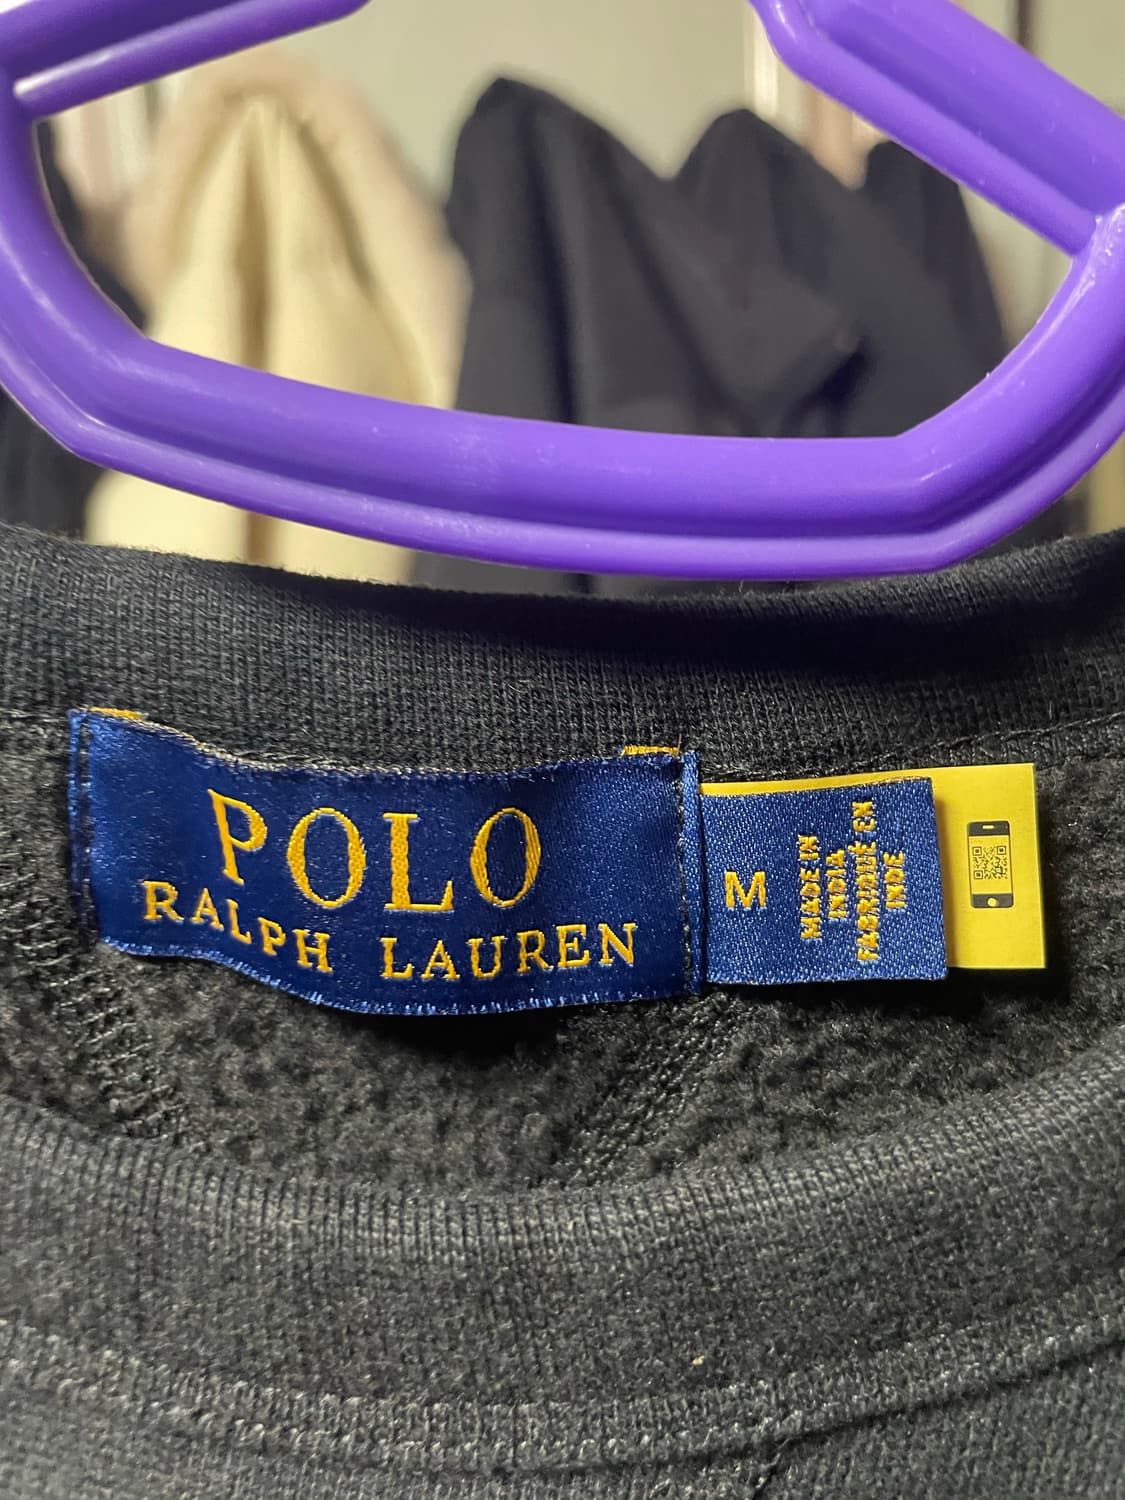 POLO
RALPH LAUREN
M
MADE IN
INDIA
FABRIQUÉ EN
INDE